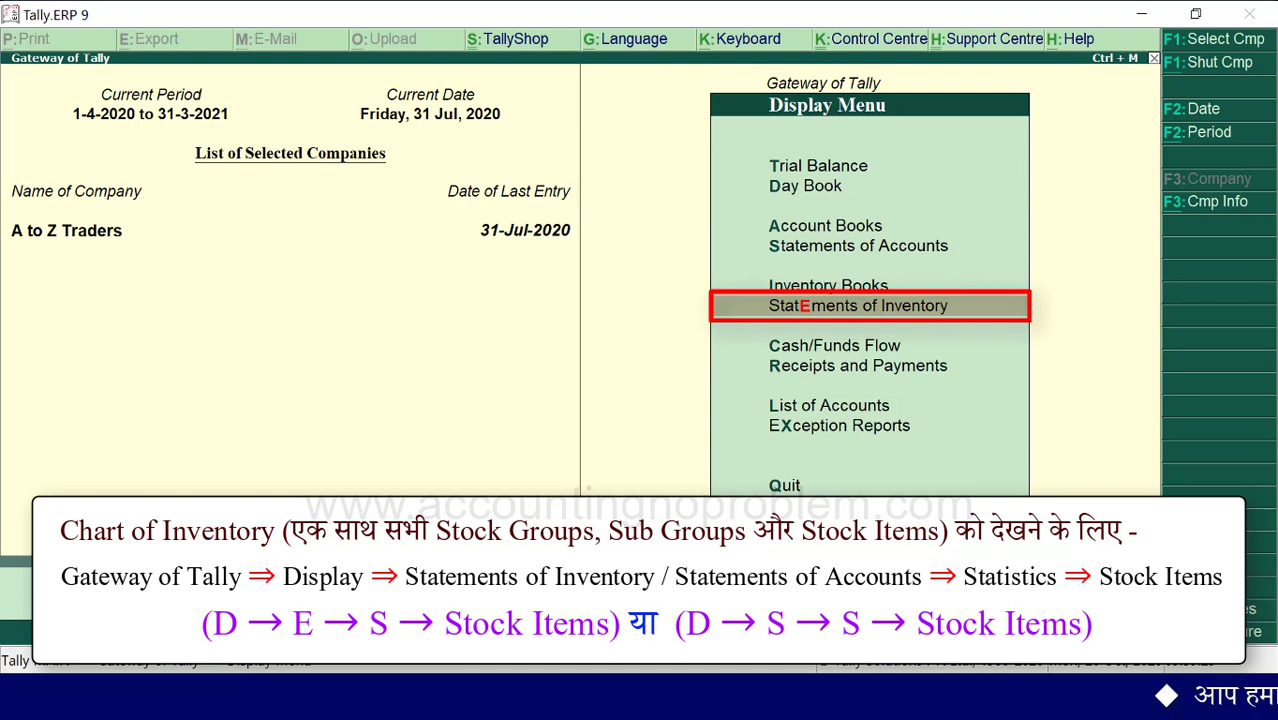 Tally.ERP 9
P: Print E: Export M: E-Mail O: Upload S: TallyShop G: Language K: Keyboard K: Control Centre H: Support Centre H: Help
F1: Select Cmp
F1: Shut Cmp
F2: Date
F2: Period
F3: Company
F3: Cmp Info
Gateway of Tally Ctrl + M
Current Period Current Date
1-4-2020 to 31-3-2021 Friday, 31 Jul, 2020
List of Selected Companies
Name of Company Date of Last Entry
A to Z Traders 31-Jul-2020
Gateway of Tally
Display Menu
Trial Balance
Day Book
Account Books
Statements of Accounts
Inventory Books
StatEments of Inventory
Cash/Funds Flow
Receipts and Payments
List of Accounts
EXception Reports
Quit
www.accountingnoproblem.com
Chart of Inventory (एक साथ सभी Stock Groups, Sub Groups और Stock Items) को देखने के लिए -
Gateway of Tally ⇒ Display ⇒ Statements of Inventory / Statements of Accounts ⇒ Statistics ⇒ Stock Items
(D → E → S → Stock Items) या (D → S → S → Stock Items)
◆ आप हमा